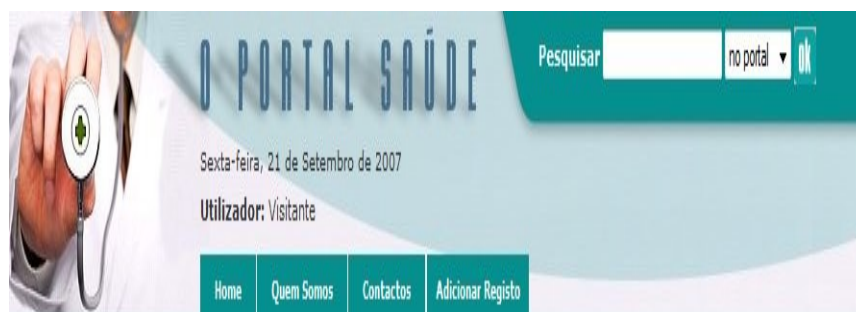 O PORTAL SAÚDE
Pesquisar no portal ok
Sexta-feira, 21 de Setembro de 2007
Utilizador: Visitante
Home Quem Somos Contactos Adicionar Registo